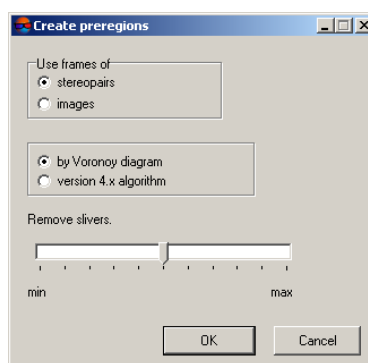 Create preregions
Use frames of
stereopairs
images
by Voronoy diagram
version 4.x algorithm
Remove slivers.
min max
OK Cancel